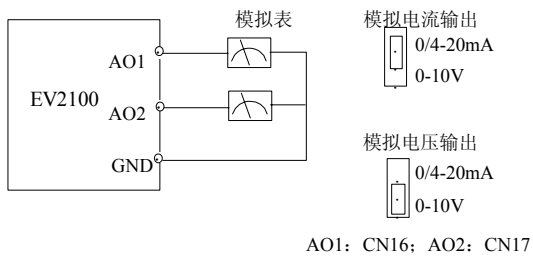 模拟表
AO1
EV2100
AO2
GND
模拟电流输出
0/4-20mA
0-10V
模拟电压输出
0/4-20mA
0-10V
AO1：CN16；AO2：CN17